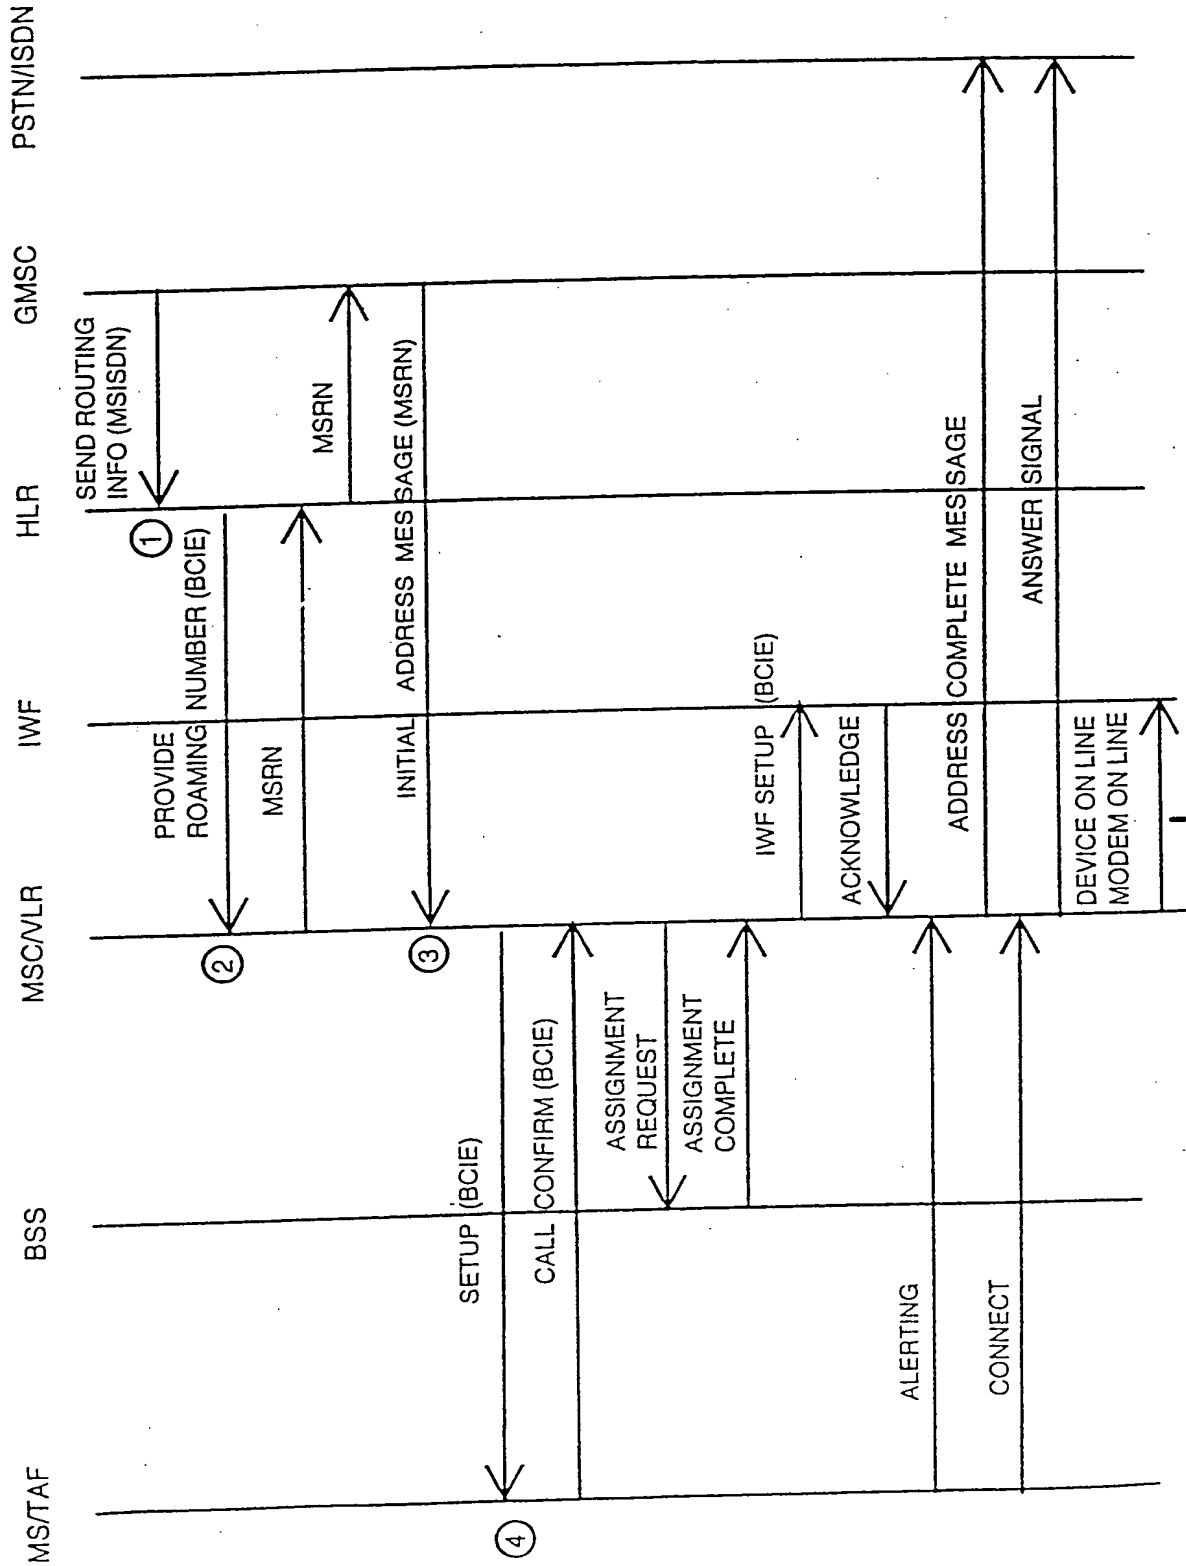 MS/TAF
BSS
MSC/VLR
IWF
HLR
GMSC
PSTN/ISDN
SEND ROUTING
INFO (MSISDN)
1
PROVIDE
ROAMING NUMBER (BCIE)
2
MSRN
MSRN
INITIAL ADDRESS MESSAGE (MSRN)
3
SETUP (BCIE)
4
CALL CONFIRM (BCIE)
ASSIGNMENT
REQUEST
ASSIGNMENT
COMPLETE
IWF SETUP (BCIE)
ACKNOWLEDGE
ALERTING
ADDRESS COMPLETE MESSAGE
CONNECT
ANSWER SIGNAL
DEVICE ON LINE
MODEM ON LINE